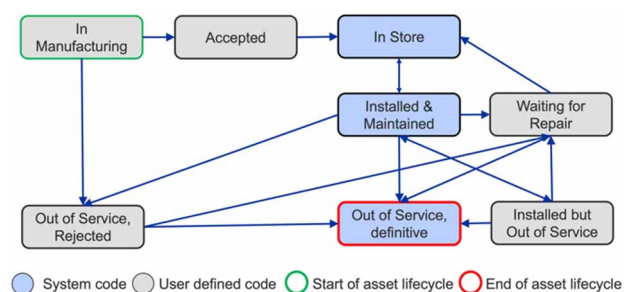 In
Manufacturing
Accepted
In Store
Installed &
Maintained
Waiting for
Repair
Out of Service,
Rejected
Out of Service,
definitive
Installed but
Out of Service
System code
User defined code
Start of asset lifecycle
End of asset lifecycle